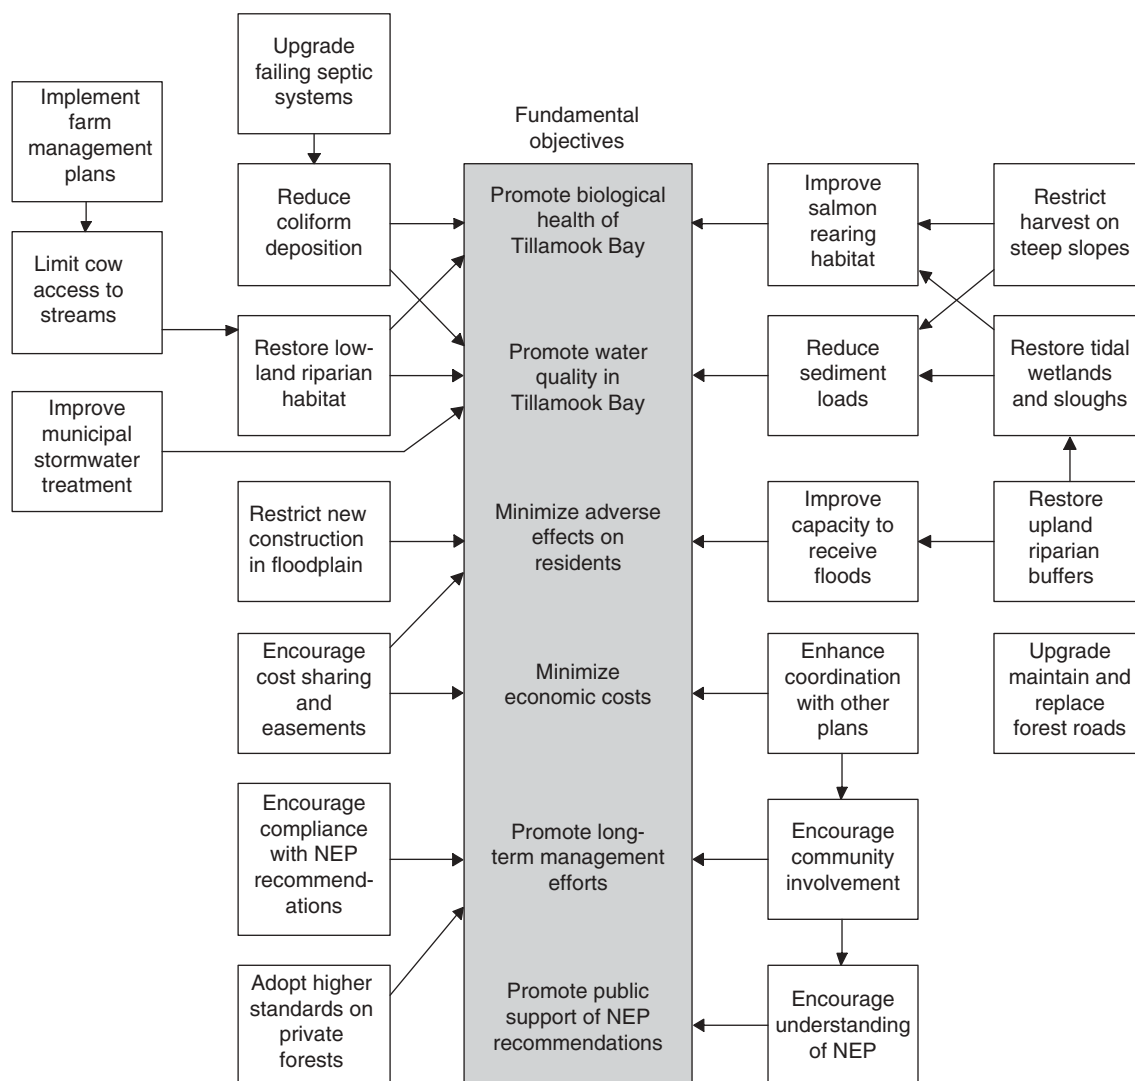 Upgrade
failing septic
systems
Implement
farm
management
plans
Fundamental
objectives
Reduce
coliform
deposition
Promote biological
health of
Tillamook Bay
Improve
salmon
rearing
habitat
Restrict
harvest on
steep slopes
Limit cow
access to
streams
Restore low-
land riparian
habitat
Promote water
quality in
Tillamook Bay
Reduce
sediment
loads
Restore tidal
wetlands
and sloughs
Improve
municipal
stormwater
treatment
Restrict new
construction
in floodplain
Minimize adverse
effects on
residents
Improve
capacity to
receive
floods
Restore
upland
riparian
buffers
Encourage
cost sharing
and
easements
Minimize
economic costs
Enhance
coordination
with other
plans
Upgrade
maintain and
replace
forest roads
Encourage
compliance
with NEP
recommend-
ations
Promote long-
term management
efforts
Encourage
community
involvement
Adopt higher
standards on
private
forests
Promote public
support of NEP
recommendations
Encourage
understanding
of NEP